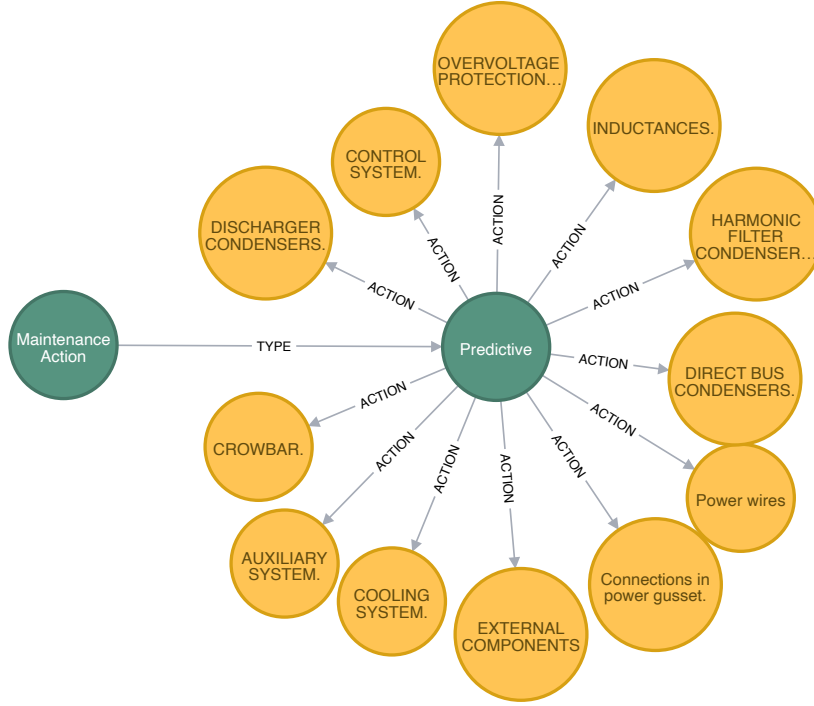 OVERVOLTAGE
PROTECTION…
INDUCTANCES.
CONTROL
SYSTEM.
ACTION
DISCHARGER
CONDENSERS.
HARMONIC
FILTER
CONDENSER…
ACTION
ACTION
ACTION
ACTION
Maintenance
Action
TYPE
Predictive
ACTION
DIRECT BUS
CONDENSERS.
ACTION
ACTION
CROWBAR.
ACTION
ACTION
ACTION
ACTION
Power wires
AUXILIARY
SYSTEM.
COOLING
SYSTEM.
Connections in
power gusset.
EXTERNAL
COMPONENTS